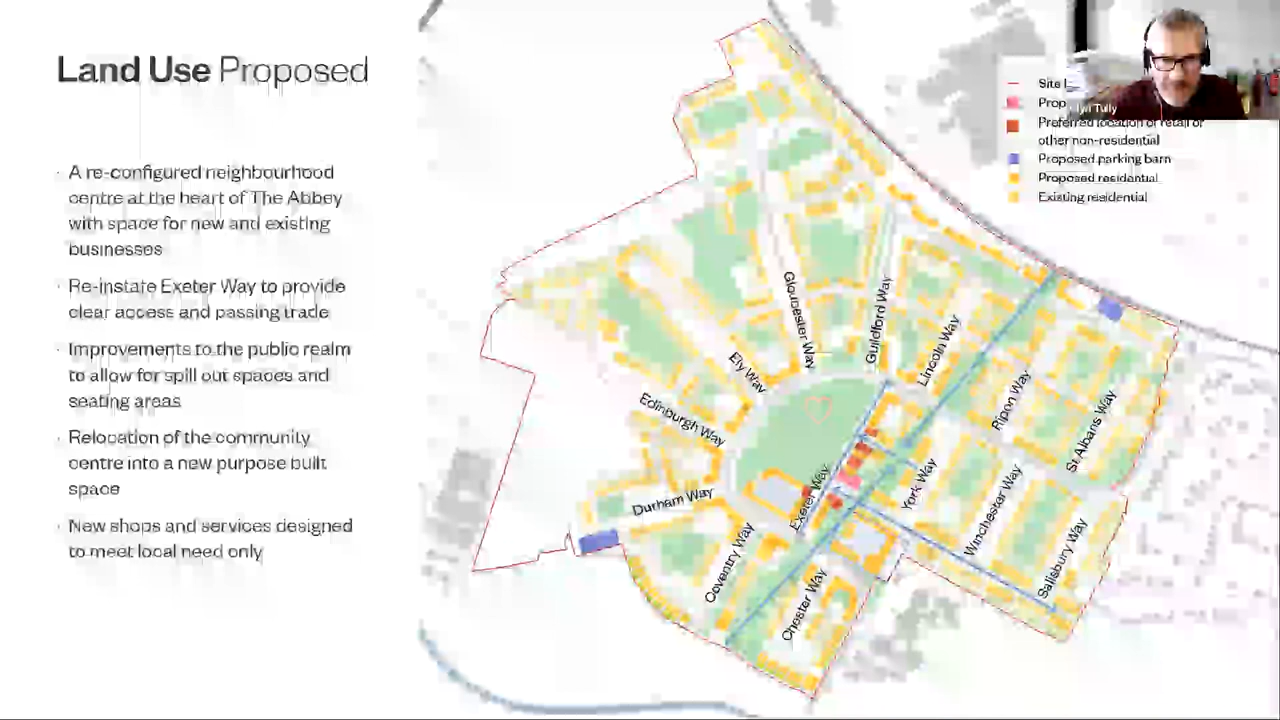 Land Use Proposed
· A re-configured neighbourhood
centre at the heart of The Abbey
with space for new and existing
businesses
· Re-instate Exeter Way to provide
clear access and passing trade
· Improvements to the public realm
to allow for spill out spaces and
seating areas
· Relocation of the community
centre into a new purpose built
space
· New shops and services designed
to meet local need only
Site
Prop
Preferred location of retail or
other non-residential
Proposed parking barn
Proposed residential
Existing residential
Tully
Gloucester Way
Guildford Way
Lincoln Way
Ely Way
Edinburgh Way
Ripon Way
St Albans Way
Durham Way
Exeter Way
York Way
Winchester Way
Coventry Way
Chester Way
Salisbury Way